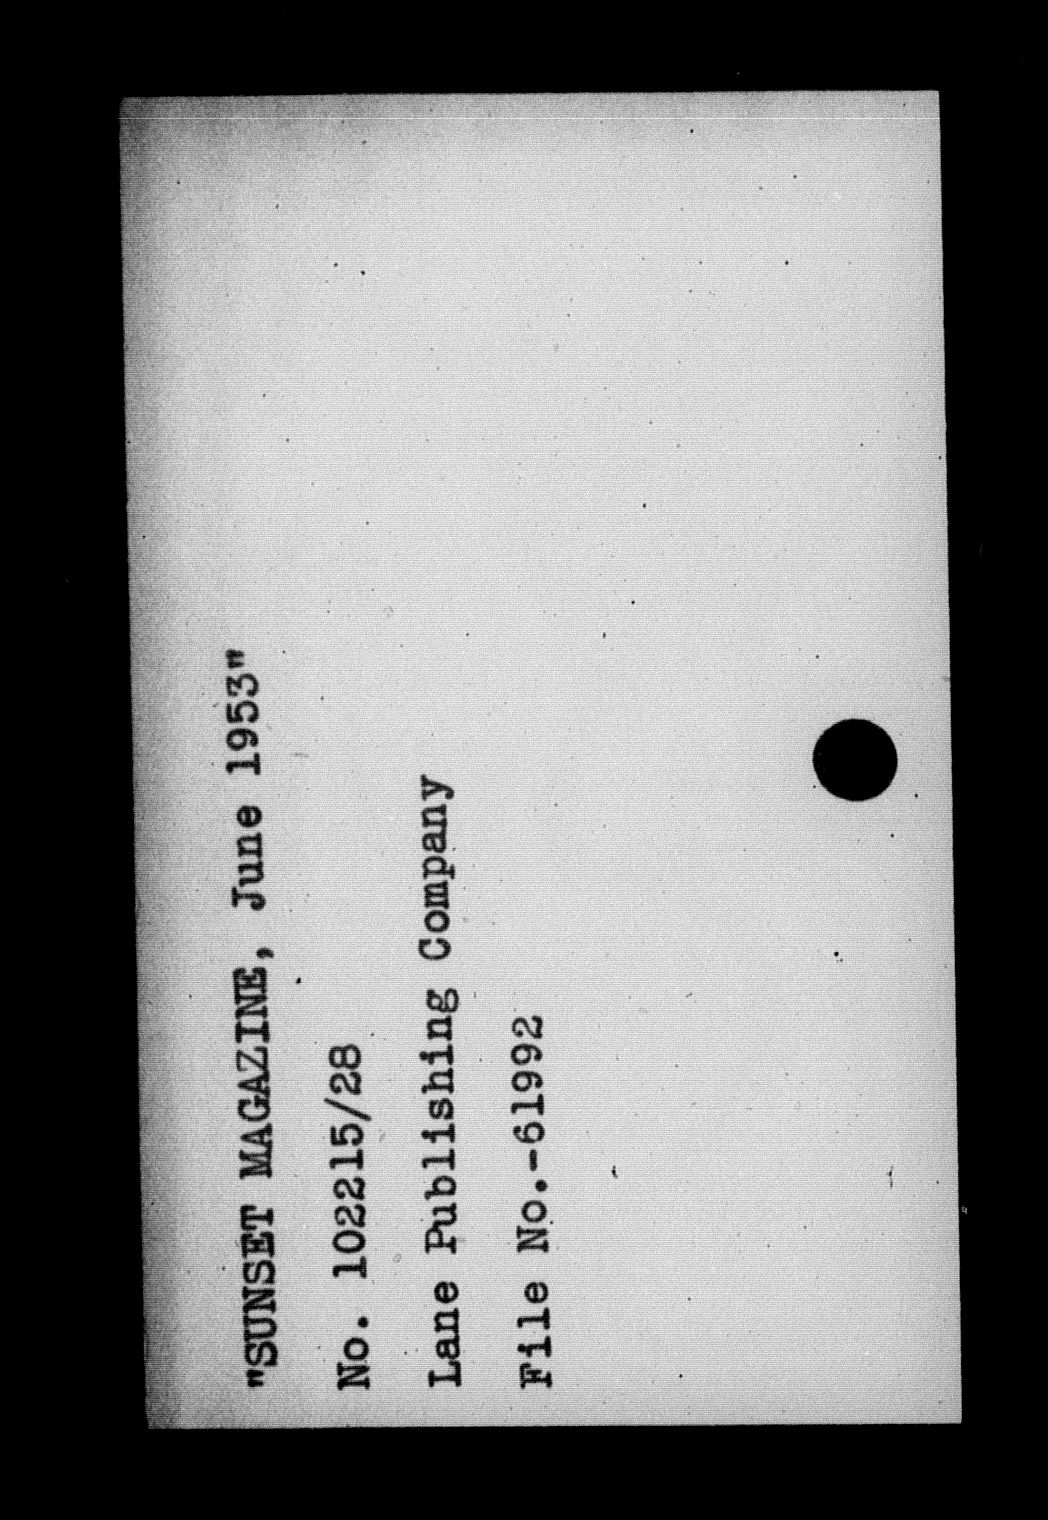 "SUNSET MAGAZINE, June 1953"
No. 102215/28
Lane Publishing Company
File No.-61992